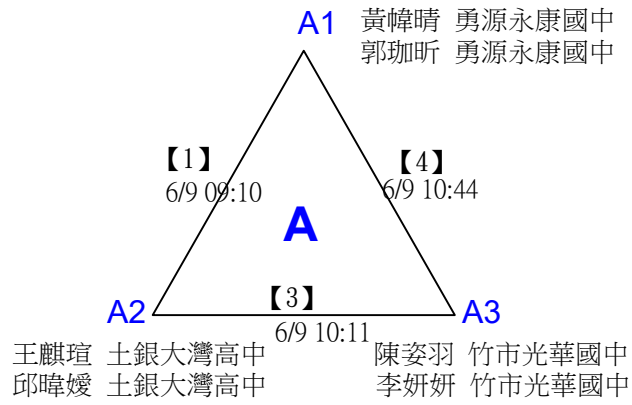 A1 黃幃晴 勇源永康國中
郭珈昕 勇源永康國中
【1】
6/9 09:10
【4】
6/9 10:44
A
【3】
6/9 10:11
A2
A3
王麒瑄 土銀大灣高中
邱暐嬡 土銀大灣高中
陳姿羽 竹市光華國中
李妍妍 竹市光華國中